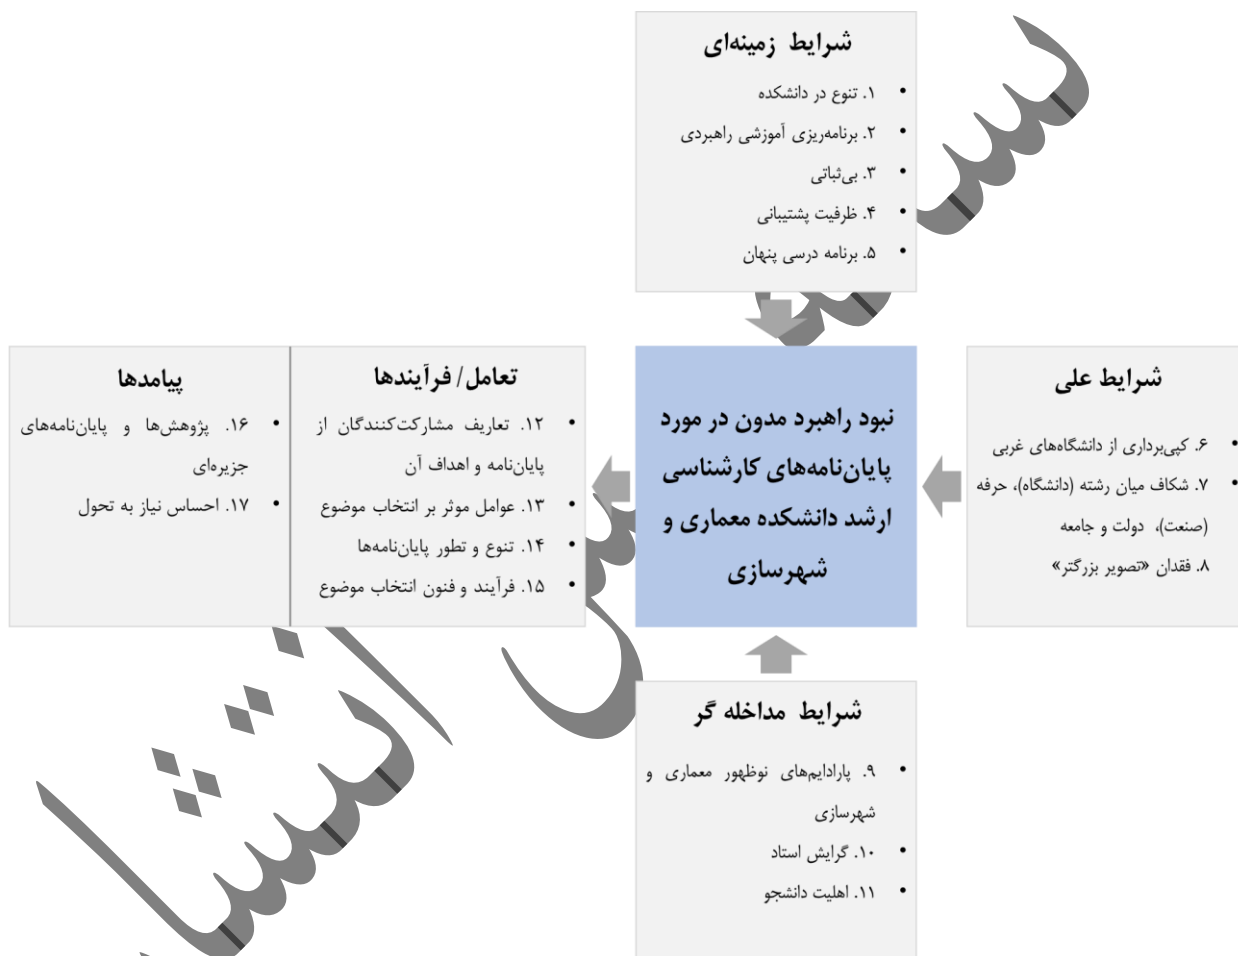 شرایط زمینه‌ای
• ۱. تنوع در دانشکده
• ۲. برنامه‌ریزی آموزشی راهبردی
• ۳. بی‌ثباتی
• ۴. ظرفیت پشتیبانی
• ۵. برنامه درسی پنهان
شرایط علی
• ۶. کپی‌برداری از دانشگاه‌های غربی
• ۷. شکاف میان رشته (دانشگاه)، حرفه
(صنعت)، دولت و جامعه
۸. فقدان «تصویر بزرگتر»
نبود راهبرد مدون در مورد
پایان‌نامه‌های کارشناسی
ارشد دانشکده معماری و
شهرسازی
تعامل/ فرآیندها
• ۱۲. تعاریف مشارکت‌کنندگان از
پایان‌نامه و اهداف آن
• ۱۳. عوامل موثر بر انتخاب موضوع
• ۱۴. تنوع و تطور پایان‌نامه‌ها
• ۱۵. فرآیند و فنون انتخاب موضوع
پیامدها
• ۱۶. پژوهش‌ها و پایان‌نامه‌های
جزیره‌ای
• ۱۷. احساس نیاز به تحول
شرایط مداخله گر
• ۹. پارادایم‌های نوظهور معماری و
شهرسازی
• ۱۰. گرایش استاد
• ۱۱. اهلیت دانشجو